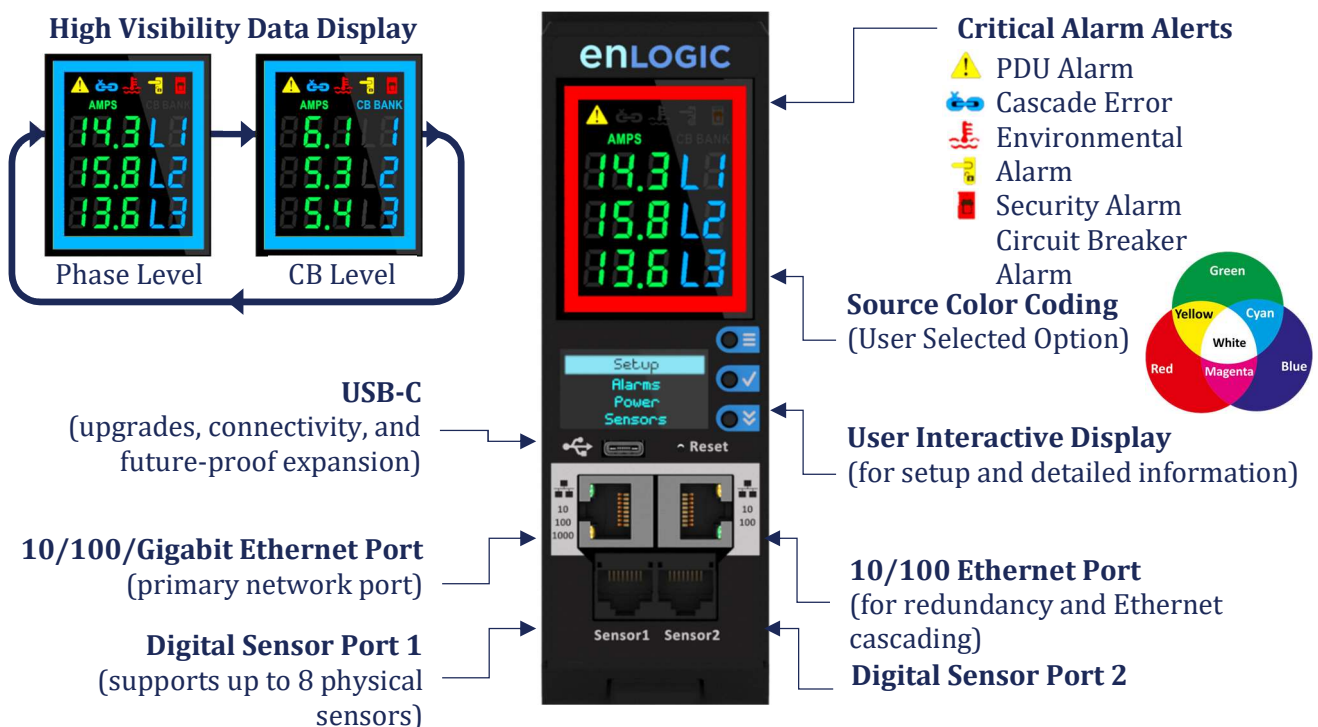 High Visibility Data Display
AMPS CB BANK
14.3 L1
15.8 L2
13.6 L3
Phase Level
AMPS CB BANK
6.1 1
5.3 L2
5.4 3
CB Level
enLOGIC
AMPS CB BANK
14.3 L1
15.8 L2
13.6 L3
Setup
Alarms
Power
Sensors
Reset
10
100
1000
10
100
Sensor1 Sensor2
Critical Alarm Alerts
PDU Alarm
Cascade Error
Environmental
Alarm
Security Alarm
Circuit Breaker
Alarm
Source Color Coding
(User Selected Option)
Green
Yellow
Cyan
White
Red
Magenta
Blue
USB-C
(upgrades, connectivity, and
future-proof expansion)
User Interactive Display
(for setup and detailed information)
10/100/Gigabit Ethernet Port
(primary network port)
10/100 Ethernet Port
(for redundancy and Ethernet
cascading)
Digital Sensor Port 1
(supports up to 8 physical
sensors)
Digital Sensor Port 2